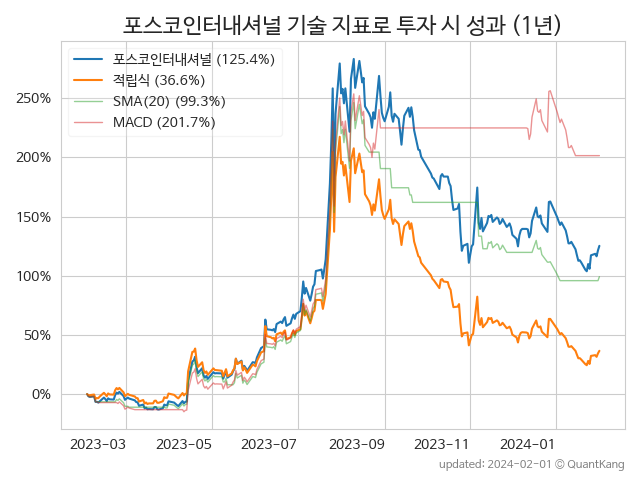 포스코인터내셔널 기술 지표로 투자 시 성과 (1년)
포스코인터내셔널 (125.4%)
적립식 (36.6%)
SMA(20) (99.3%)
MACD (201.7%)
250%
200%
150%
100%
50%
0%
2023-03 2023-05 2023-07 2023-09 2023-11 2024-01
updated: 2024-02-01 © QuantKang